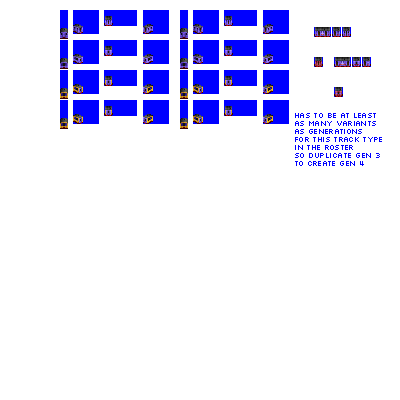 HAS TO BE AT LEAST
AS MANY VARIANTS
AS GENERATIONS
FOR THIS TRACK TYPE
IN THE ROSTER
SO DUPLICATE GEN 3
TO CREATE GEN 4